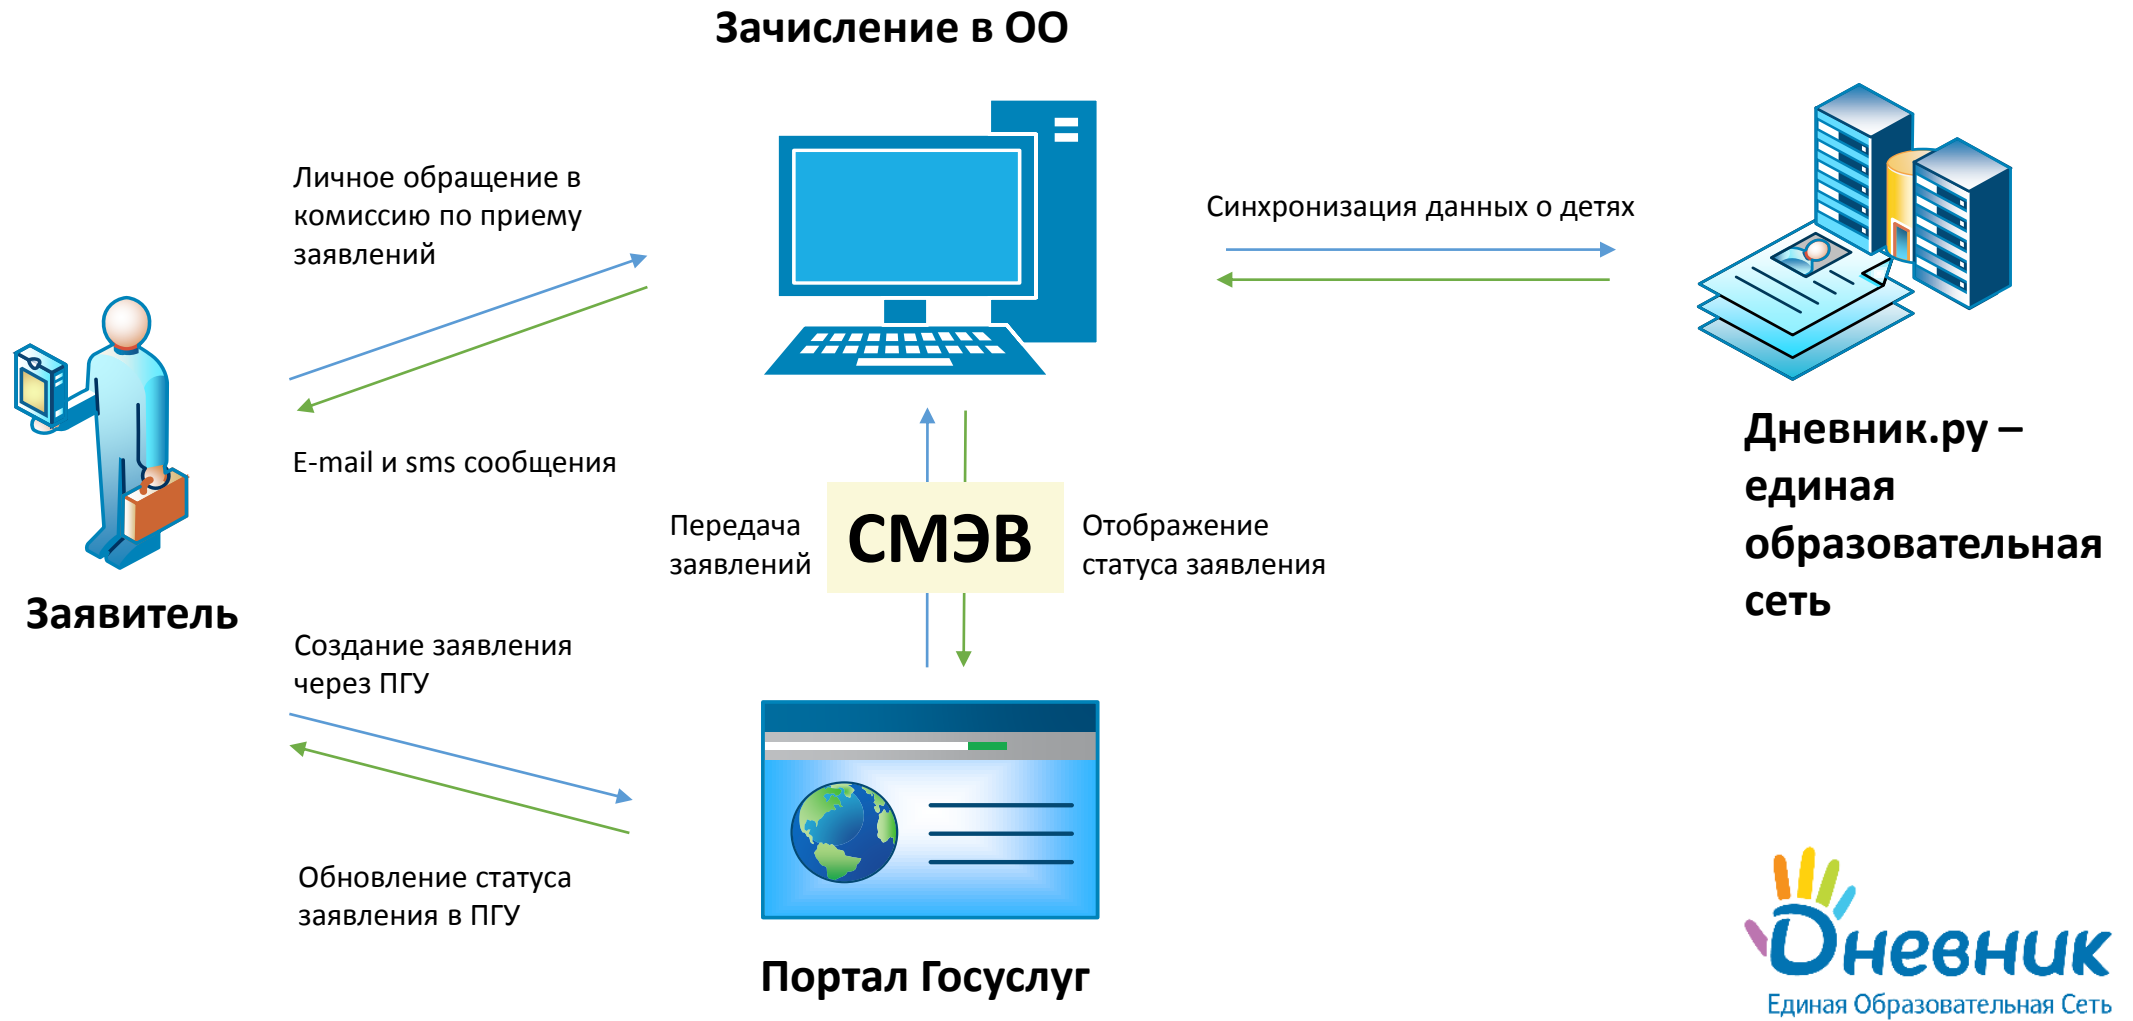 Зачисление в ОО
Личное обращение в
комиссию по приему
заявлений
Синхронизация данных о детях
E-mail и sms сообщения
Заявитель
Передача
заявлений
СМЭВ
Отображение
статуса заявления
Дневник.ру –
единая
образовательная
сеть
Создание заявления
через ПГУ
Обновление статуса
заявления в ПГУ
Портал Госуслуг
Dневник
Единая Образовательная Сеть